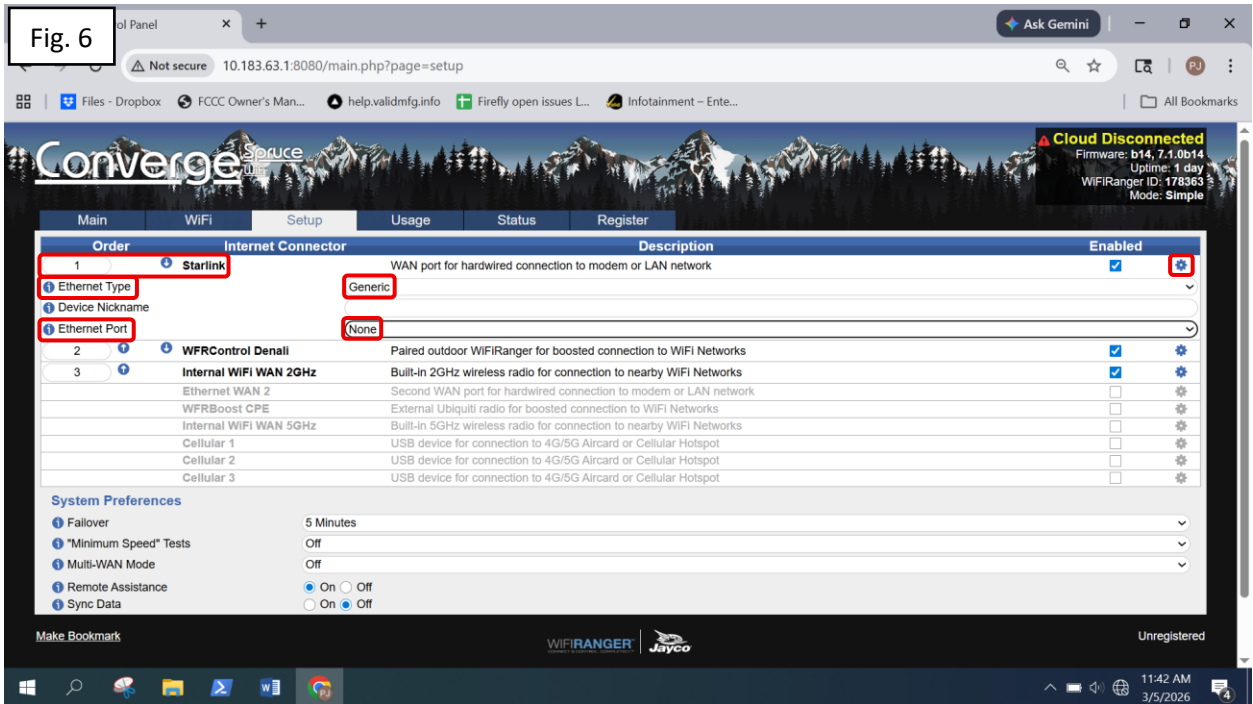 Fig. 6
ol Panel
Ask Gemini
Not secure 10.183.63.1:8080/main.php?page=setup
Files - Dropbox FCCC Owner's Man... help.validmfg.info Firefly open issues L... Infotainment – Ente... All Bookmarks
Converge Spruce Wifi
Cloud Disconnected
Firmware: b14, 7.1.0b14
Uptime: 1 day
WiFiRanger ID: 178363
Mode: Simple
Main WiFi Setup Usage Status Register
Order Internet Connector Description Enabled
1 Starlink WAN port for hardwired connection to modem or LAN network
Ethernet Type Generic
Device Nickname
Ethernet Port None
2 WFRControl Denali Paired outdoor WiFiRanger for boosted connection to WiFi Networks
3 Internal WiFi WAN 2GHz Built-in 2GHz wireless radio for connection to nearby WiFi Networks
Ethernet WAN 2 Second WAN port for hardwired connection to modem or LAN network
WFRBoost CPE External Ubiquiti radio for boosted connection to WiFi Networks
Internal WiFi WAN 5GHz Built-in 5GHz wireless radio for connection to nearby WiFi Networks
Cellular 1 USB device for connection to 4G/5G Aircard or Cellular Hotspot
Cellular 2 USB device for connection to 4G/5G Aircard or Cellular Hotspot
Cellular 3 USB device for connection to 4G/5G Aircard or Cellular Hotspot
System Preferences
Failover 5 Minutes
"Minimum Speed" Tests Off
Multi-WAN Mode Off
Remote Assistance On Off
Sync Data On Off
Make Bookmark WIFIRANGER Jayco Unregistered
11:42 AM
3/5/2026
4